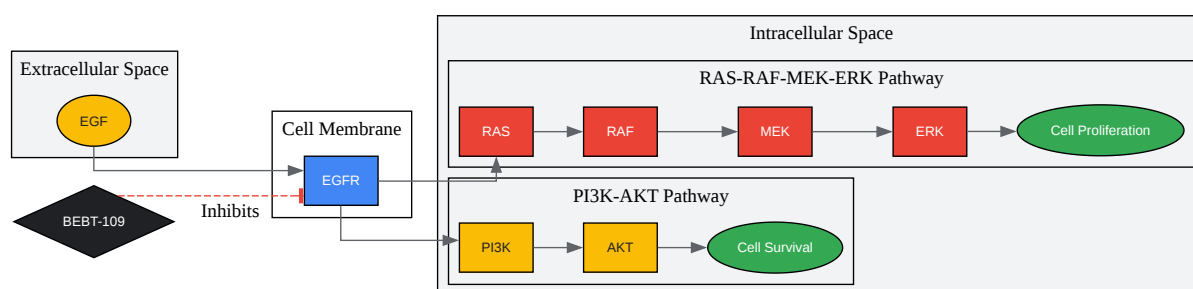 Intracellular Space
Extracellular Space
RAS-RAF-MEK-ERK Pathway
EGF
Cell Membrane
RAS
RAF
MEK
ERK
Cell Proliferation
EGFR
BEBT-109
Inhibits
PI3K-AKT Pathway
PI3K
AKT
Cell Survival